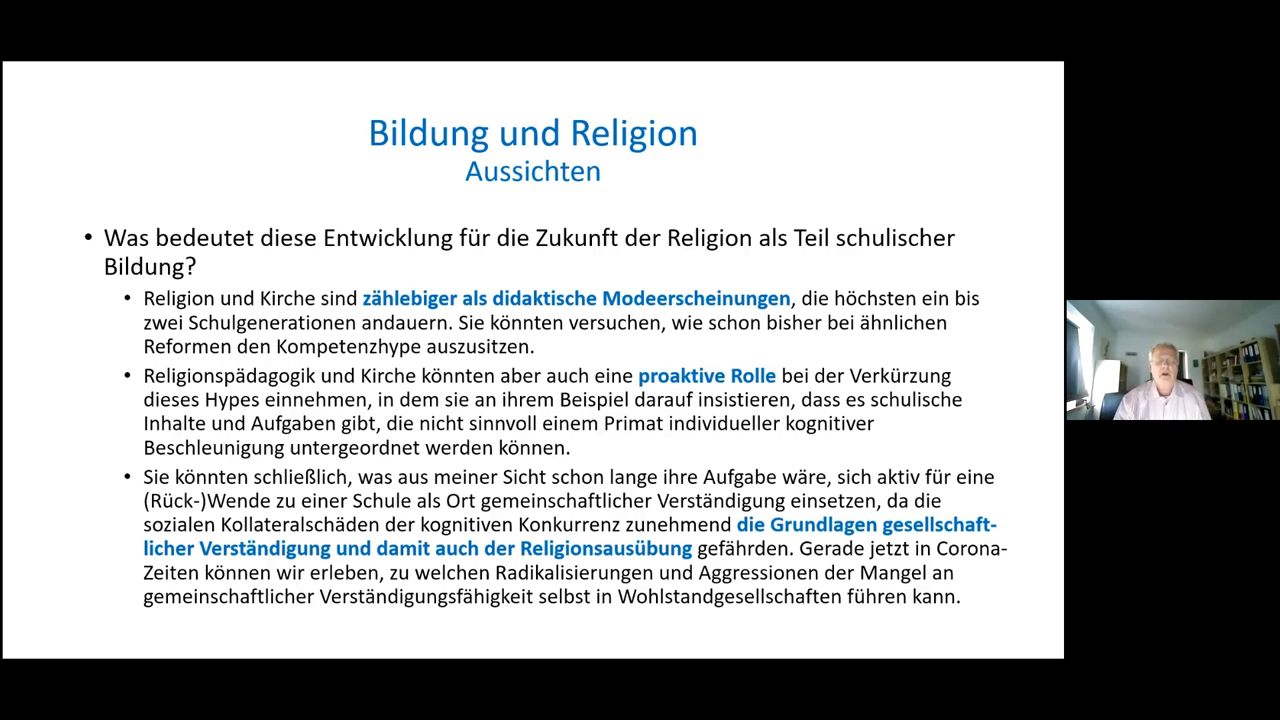 Bildung und Religion
Aussichten
• Was bedeutet diese Entwicklung für die Zukunft der Religion als Teil schulischer
Bildung?
• Religion und Kirche sind zählebiger als didaktische Modeerscheinungen, die höchsten ein bis
zwei Schulgenerationen andauern. Sie könnten versuchen, wie schon bisher bei ähnlichen
Reformen den Kompetenzhype auszusitzen.
• Religionspädagogik und Kirche könnten aber auch eine proaktive Rolle bei der Verkürzung
dieses Hypes einnehmen, in dem sie an ihrem Beispiel darauf insistieren, dass es schulische
Inhalte und Aufgaben gibt, die nicht sinnvoll einem Primat individueller kognitiver
Beschleunigung untergeordnet werden können.
• Sie könnten schließlich, was aus meiner Sicht schon lange ihre Aufgabe wäre, sich aktiv für eine
(Rück-)Wende zu einer Schule als Ort gemeinschaftlicher Verständigung einsetzen, da die
sozialen Kollateralschäden der kognitiven Konkurrenz zunehmend die Grundlagen gesellschaft-
licher Verständigung und damit auch der Religionsausübung gefährden. Gerade jetzt in Corona-
Zeiten können wir erleben, zu welchen Radikalisierungen und Aggressionen der Mangel an
gemeinschaftlicher Verständigungsfähigkeit selbst in Wohlstandgesellschaften führen kann.